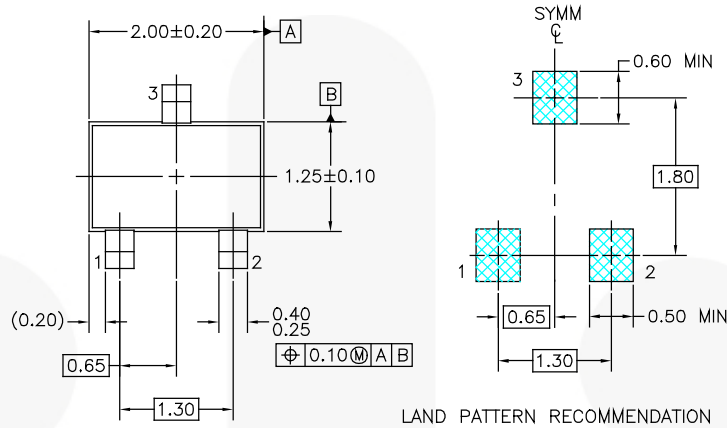 2.00±0.20
A
3
B
1.25±0.10
1
2
(0.20)
0.40
0.25
⌖ 0.10 Ⓜ A B
0.65
1.30
SYMM
℄
3
0.60 MIN
1.80
1
2
0.65
0.50 MIN
1.30
LAND PATTERN RECOMMENDATION